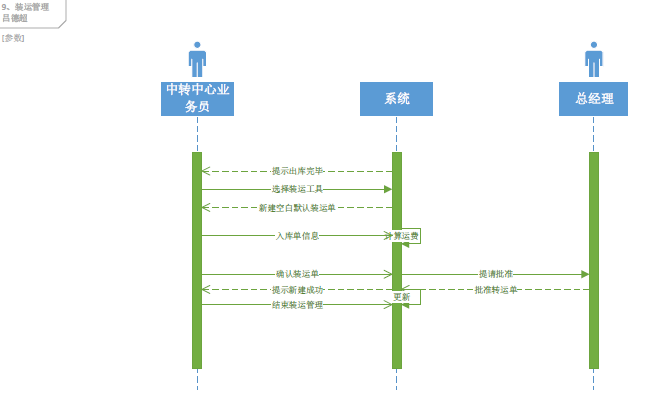 9、装运管理
吕德超
[参数]
中转中心业
务员
系统
总经理
提示出库完毕
选择装运工具
新建空白默认装运单
入库单信息
计算运费
确认装运单
提请批准
提示新建成功
批准转运单
更新
结束装运管理